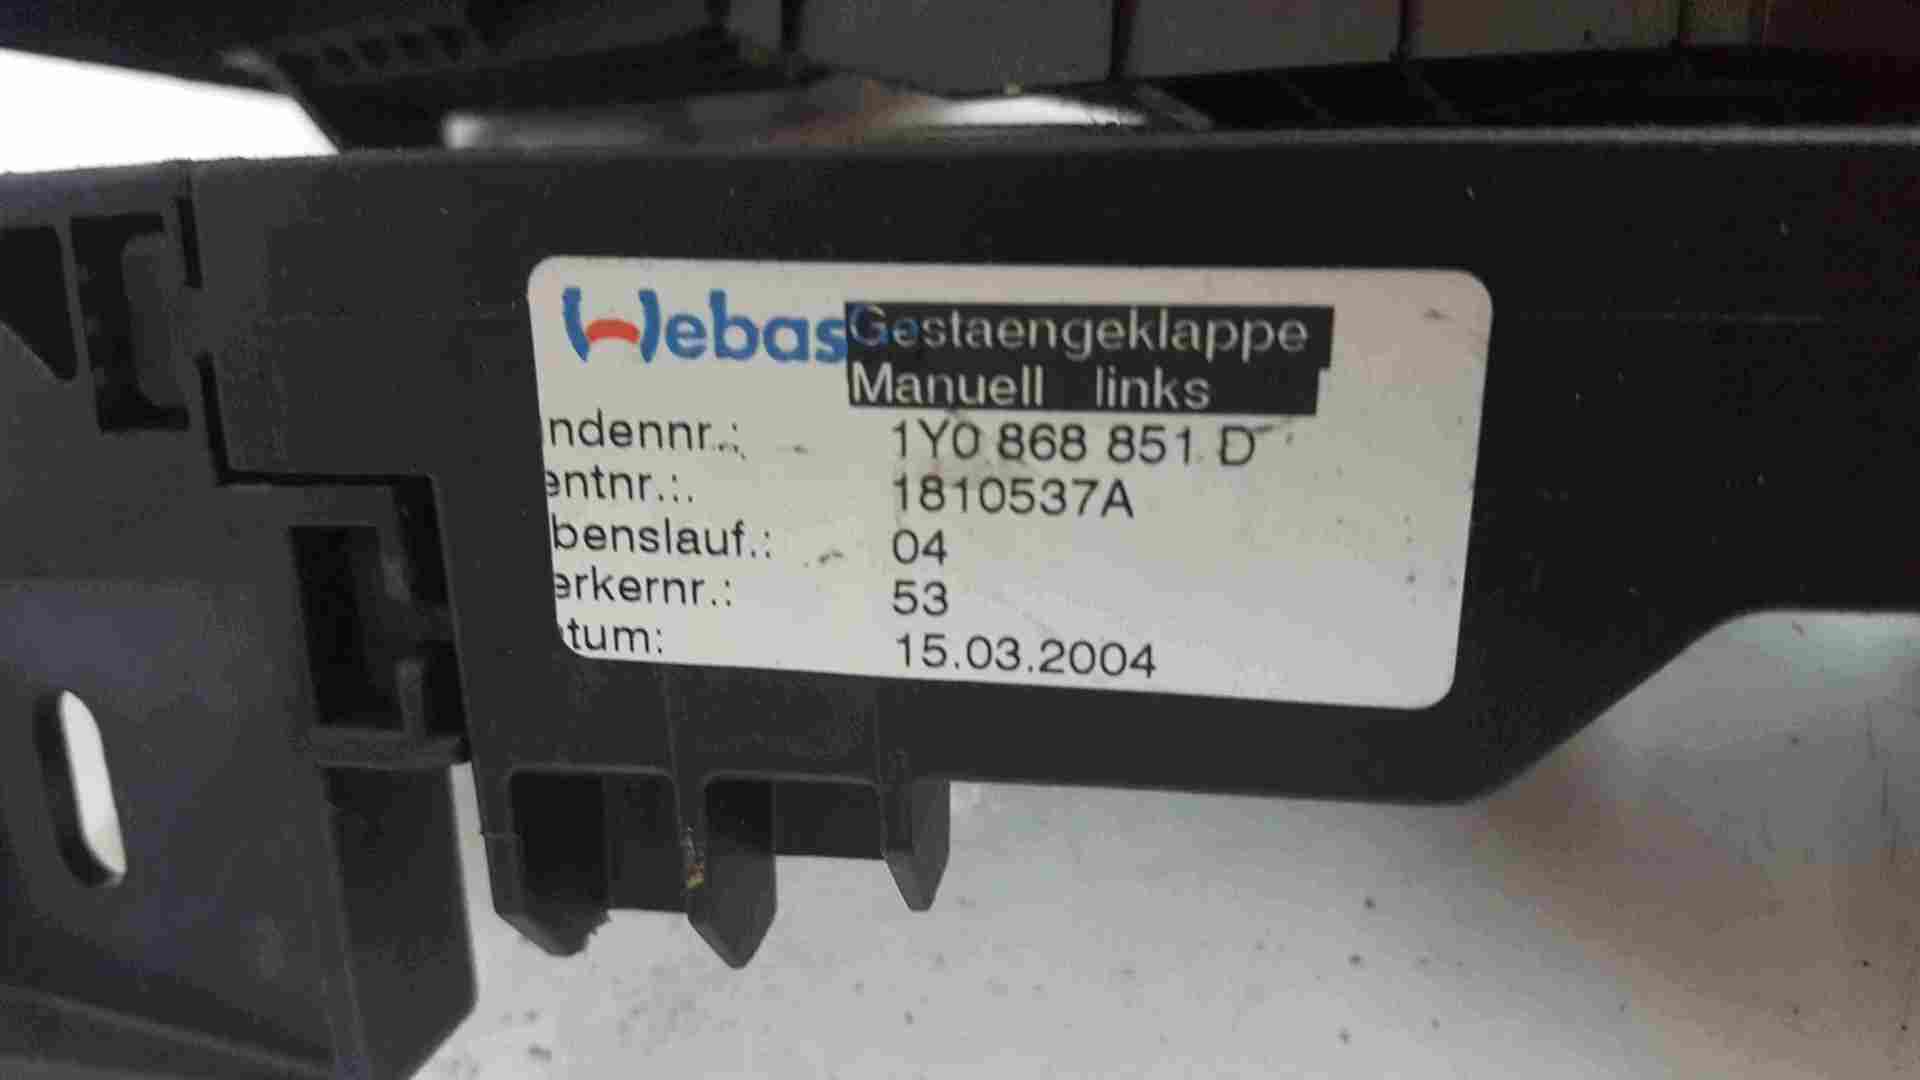 Webas Gestaengeklappe
Manuell links
ndennr.: 1Y0 868 851 D
entnr.: 1810537A
benslauf.: 04
erkernr.: 53
tum: 15.03.2004